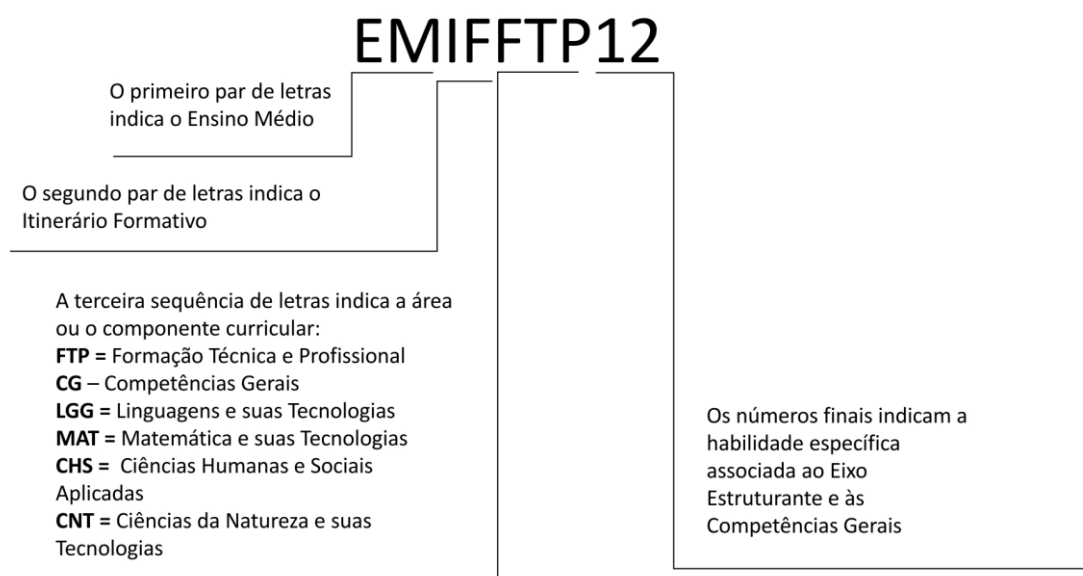 EMIFFTP12
O primeiro par de letras
indica o Ensino Médio
O segundo par de letras indica o
Itinerário Formativo
A terceira sequência de letras indica a área
ou o componente curricular:
FTP = Formação Técnica e Profissional
CG – Competências Gerais
LGG = Linguagens e suas Tecnologias
MAT = Matemática e suas Tecnologias
CHS = Ciências Humanas e Sociais
Aplicadas
CNT = Ciências da Natureza e suas
Tecnologias
Os números finais indicam a
habilidade específica
associada ao Eixo
Estruturante e às
Competências Gerais